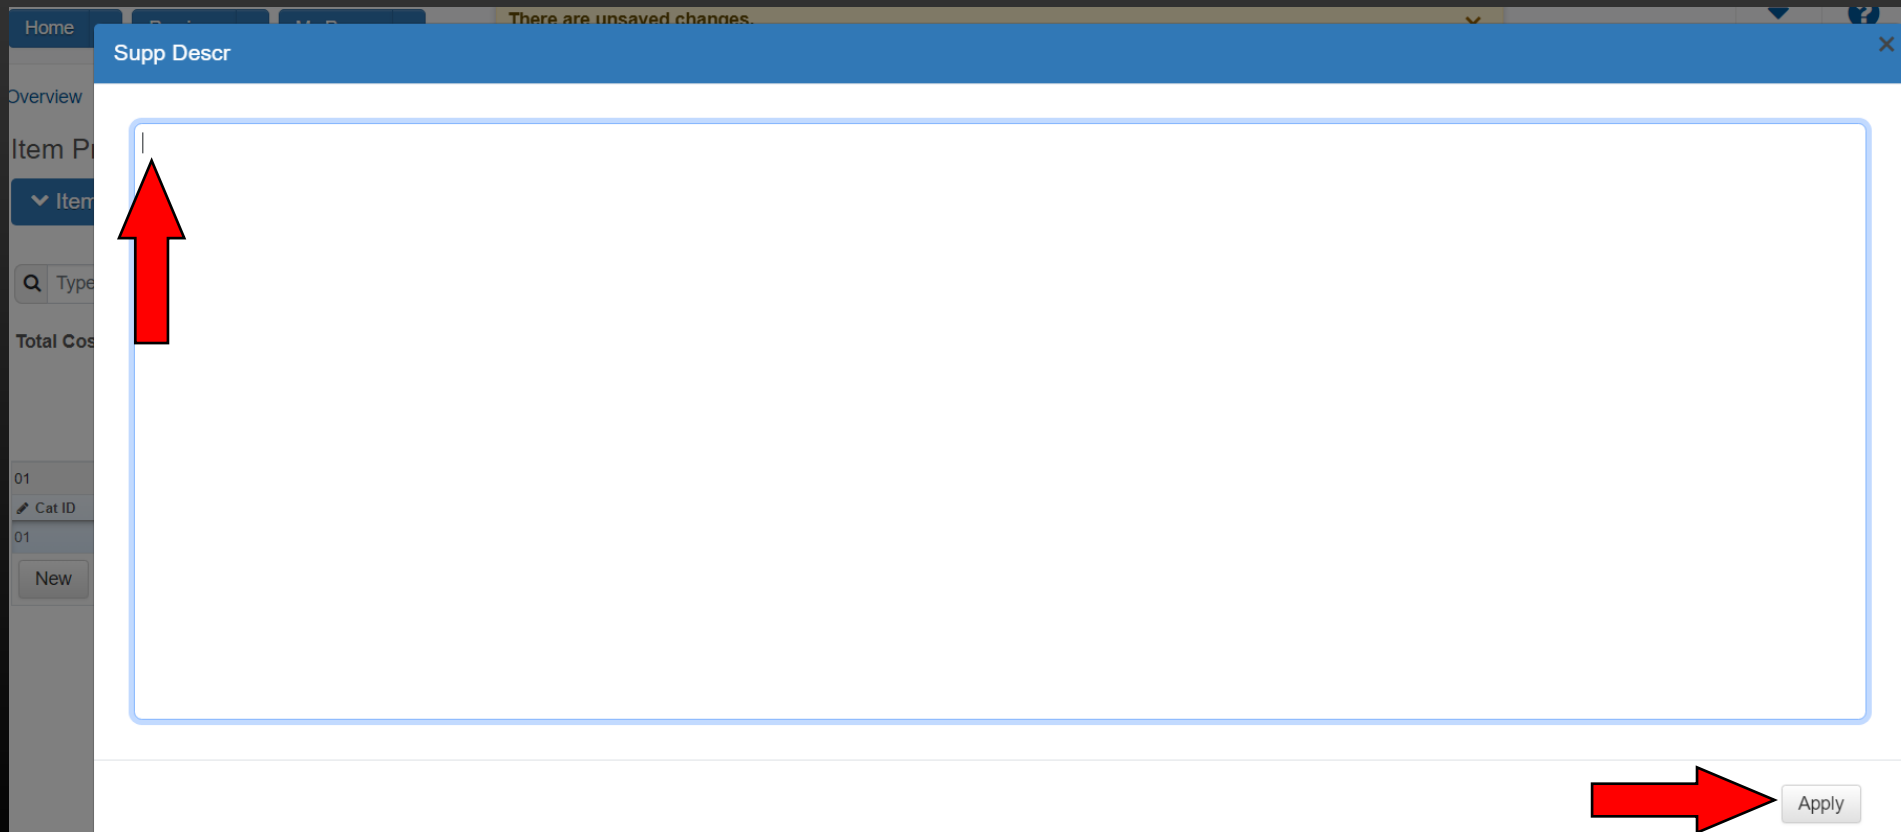 Home
There are unsaved changes.
Supp Descr
Overview
Item
Item
Type
Total Cos
01
Cat ID
01
New
Apply